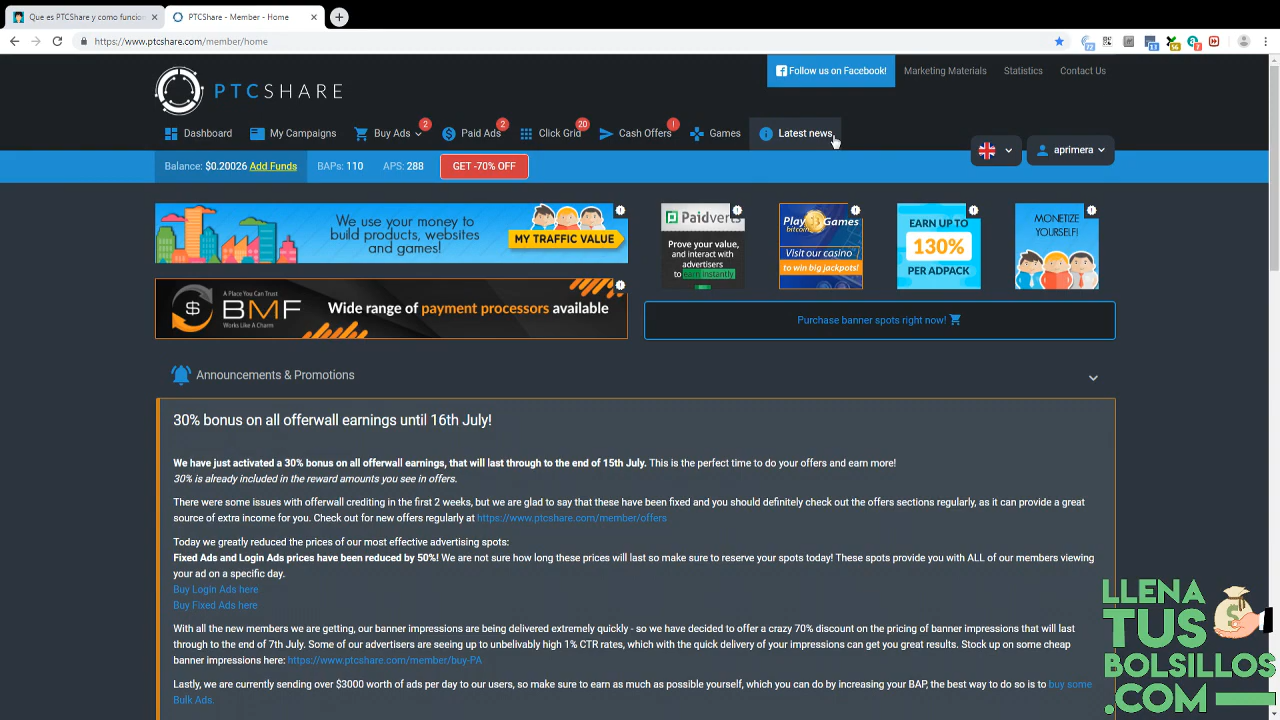 Que es PTCShare y como funcion
PTCShare - Member - Home
https://www.ptcshare.com/member/home
PTCSHARE
Follow us on Facebook!
Marketing Materials
Statistics
Contact Us
Dashboard
My Campaigns
Buy Ads
2
Paid Ads
2
Click Grid
20
Cash Offers
!
Games
Latest news
Balance: $0.20026 Add Funds
BAPs: 110
APS: 288
GET -70% OFF
aprimera
We use your money to
build products, websites
and games!
MY TRAFFIC VALUE
Paidverts
Prove your value,
and interact with
advertisers
to earn instantly
Play Games
bitcoin
Visit our casino
to win big jackpots!
EARN UP TO
130%
PER ADPACK
MONETIZE
YOURSELF!
A Place You Can Trust
BMF
Works Like A Charm
Wide range of payment processors available
Purchase banner spots right now!
Announcements & Promotions
30% bonus on all offerwall earnings until 16th July!
We have just activated a 30% bonus on all offerwall earnings, that will last through to the end of 15th July. This is the perfect time to do your offers and earn more!
30% is already included in the reward amounts you see in offers.
There were some issues with offerwall crediting in the first 2 weeks, but we are glad to say that these have been fixed and you should definitely check out the offers sections regularly, as it can provide a great
source of extra income for you. Check out for new offers regularly at https://www.ptcshare.com/member/offers
Today we greatly reduced the prices of our most effective advertising spots:
Fixed Ads and Login Ads prices have been reduced by 50%! We are not sure how long these prices will last so make sure to reserve your spots today! These spots provide you with ALL of our members viewing
your ad on a specific day.
Buy Login Ads here
Buy Fixed Ads here
With all the new members we are getting, our banner impressions are being delivered extremely quickly - so we have decided to offer a crazy 70% discount on the pricing of banner impressions that will last
through to the end of 7th July. Some of our advertisers are seeing up to unbelivably high 1% CTR rates, which with the quick delivery of your impressions can get you great results. Stock up on some cheap
banner impressions here: https://www.ptcshare.com/member/buy-PA
Lastly, we are currently sending over $3000 worth of ads per day to our users, so make sure to earn as much as possible yourself, which you can do by increasing your BAP, the best way to do so is to buy some
Bulk Ads.
LLENA
TUS
BOLSILLOS
.COM